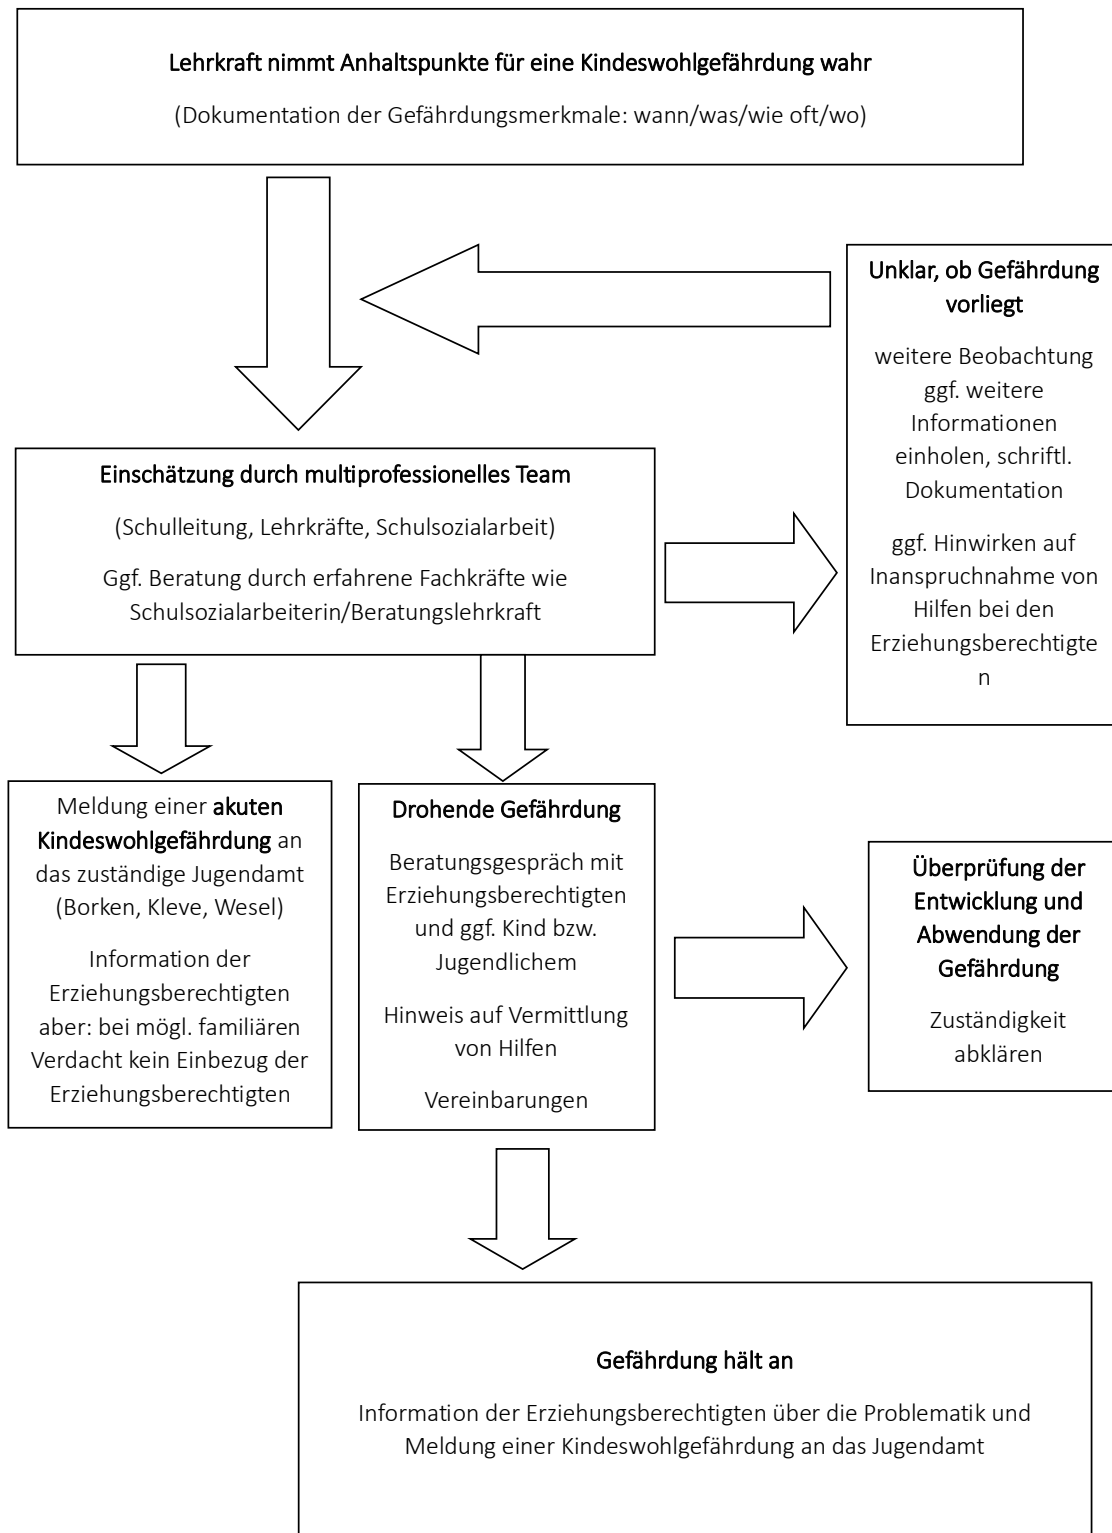 Lehrkraft nimmt Anhaltspunkte für eine Kindeswohlgefährdung wahr
(Dokumentation der Gefährdungsmerkmale: wann/was/wie oft/wo)
Unklar, ob Gefährdung
vorliegt
weitere Beobachtung
ggf. weitere
Informationen
einholen, schriftl.
Dokumentation
ggf. Hinwirken auf
Inanspruchnahme von
Hilfen bei den
Erziehungsberechtigte
n
Einschätzung durch multiprofessionelles Team
(Schulleitung, Lehrkräfte, Schulsozialarbeit)
Ggf. Beratung durch erfahrene Fachkräfte wie
Schulsozialarbeiterin/Beratungslehrkraft
Meldung einer akuten
Kindeswohlgefährdung an
das zuständige Jugendamt
(Borken, Kleve, Wesel)
Information der
Erziehungsberechtigten
aber: bei mögl. familiären
Verdacht kein Einbezug der
Erziehungsberechtigten
Drohende Gefährdung
Beratungsgespräch mit
Erziehungsberechtigten
und ggf. Kind bzw.
Jugendlichem
Hinweis auf Vermittlung
von Hilfen
Vereinbarungen
Überprüfung der
Entwicklung und
Abwendung der
Gefährdung
Zuständigkeit
abklären
Gefährdung hält an
Information der Erziehungsberechtigten über die Problematik und
Meldung einer Kindeswohlgefährdung an das Jugendamt